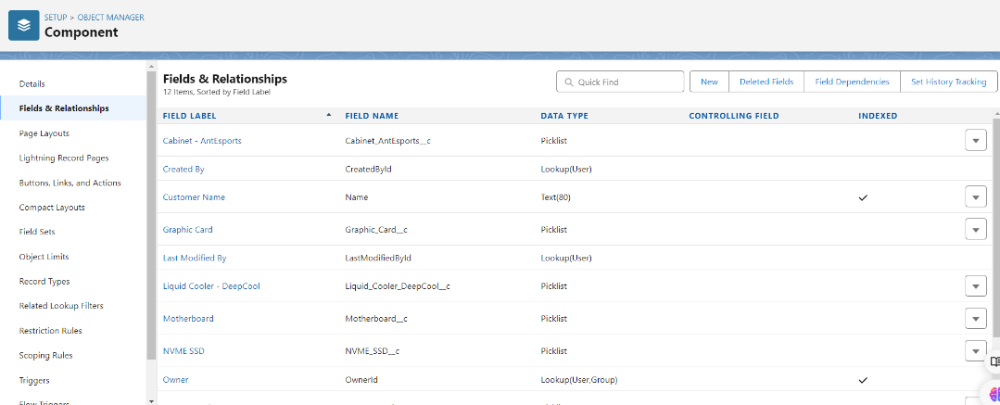 SETUP > OBJECT MANAGER
Component
Details
Fields & Relationships
Page Layouts
Lightning Record Pages
Buttons, Links, and Actions
Compact Layouts
Field Sets
Object Limits
Record Types
Related Lookup Filters
Restriction Rules
Scoping Rules
Triggers
Flow Triggers
Fields & Relationships
12 Items, Sorted by Field Label
Quick Find
New
Deleted Fields
Field Dependencies
Set History Tracking
FIELD LABEL FIELD NAME DATA TYPE CONTROLLING FIELD INDEXED
Cabinet - AntEsports Cabinet_AntEsports__c Picklist
Created By CreatedById Lookup(User)
Customer Name Name Text(80)
Graphic Card Graphic_Card__c Picklist
Last Modified By LastModifiedById Lookup(User)
Liquid Cooler - DeepCool Liquid_Cooler_DeepCool__c Picklist
Motherboard Motherboard__c Picklist
NVME SSD NVME_SSD__c Picklist
Owner OwnerId Lookup(User,Group)